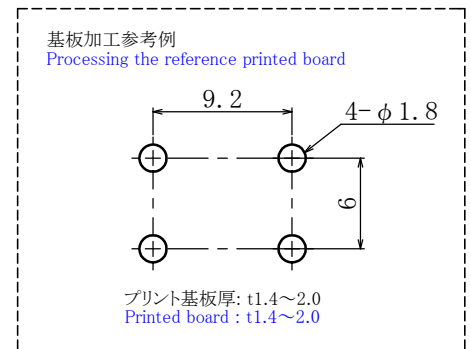 基板加工参考例
Processing the reference printed board
9.2
4-φ1.8
6
プリント基板厚: t1.4～2.0
Printed board : t1.4～2.0